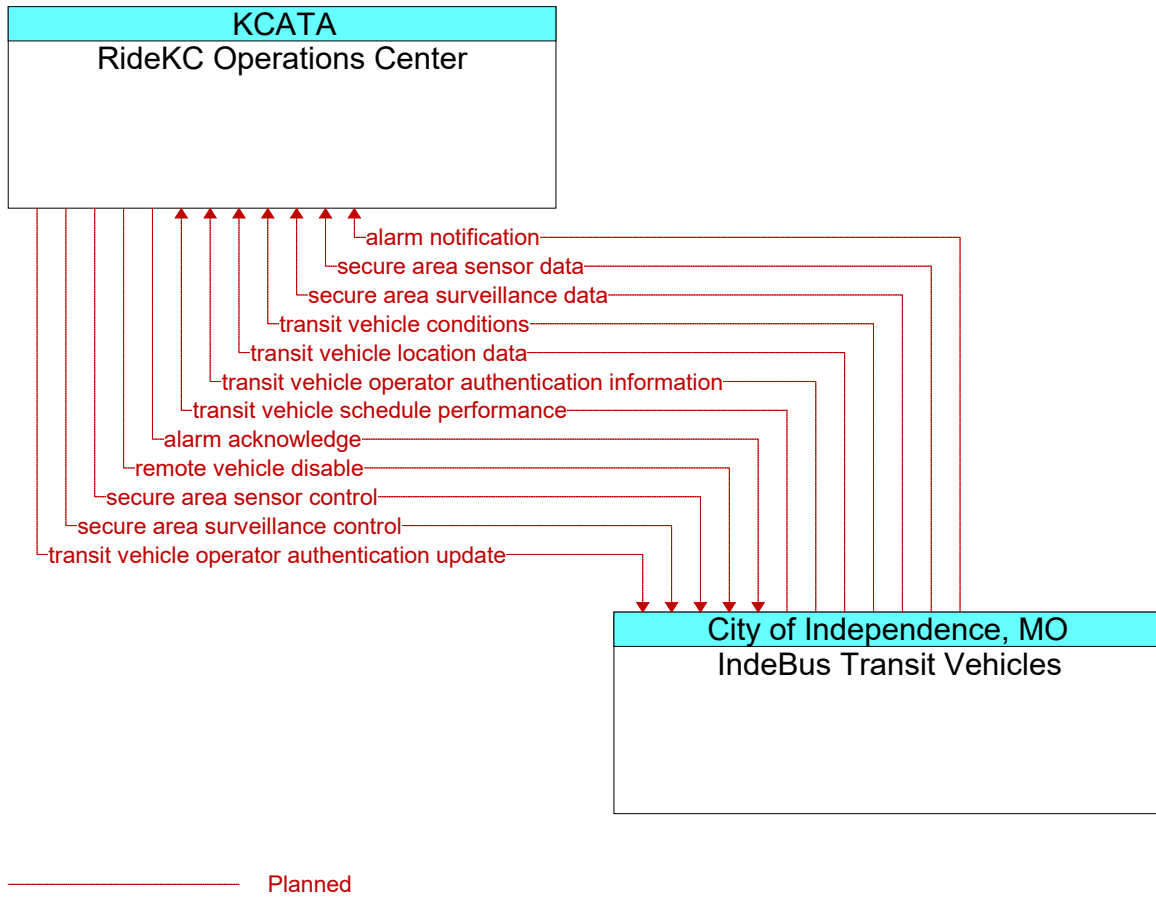 KCATA
RideKC Operations Center
alarm notification
secure area sensor data
secure area surveillance data
transit vehicle conditions
transit vehicle location data
transit vehicle operator authentication information
transit vehicle schedule performance
alarm acknowledge
remote vehicle disable
secure area sensor control
secure area surveillance control
transit vehicle operator authentication update
City of Independence, MO
IndeBus Transit Vehicles
Planned